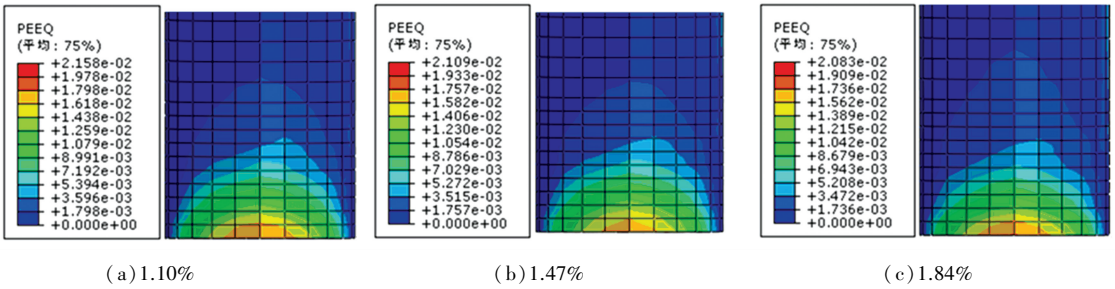 PEEQ
(平均：75%)
+2.158e-02
+1.978e-02
+1.798e-02
+1.618e-02
+1.438e-02
+1.259e-02
+1.079e-02
+8.991e-03
+7.192e-03
+5.394e-03
+3.596e-03
+1.798e-03
+0.000e+00
(a)1.10%
PEEQ
(平均：75%)
+2.109e-02
+1.933e-02
+1.757e-02
+1.582e-02
+1.406e-02
+1.230e-02
+1.054e-02
+8.786e-03
+7.029e-03
+5.272e-03
+3.515e-03
+1.757e-03
+0.000e+00
(b)1.47%
PEEQ
(平均：75%)
+2.083e-02
+1.909e-02
+1.736e-02
+1.562e-02
+1.389e-02
+1.215e-02
+1.042e-02
+8.679e-03
+6.943e-03
+5.208e-03
+3.472e-03
+1.736e-03
+0.000e+00
(c)1.84%